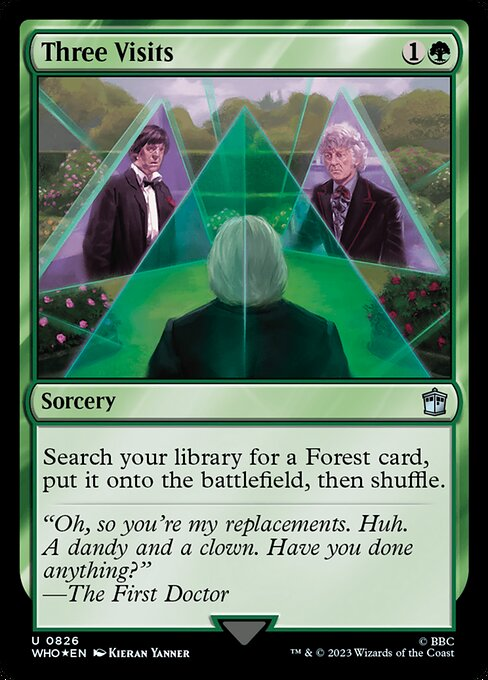 Three Visits 1
Sorcery
Search your library for a Forest card,
put it onto the battlefield, then shuffle.
“Oh, so you’re my replacements. Huh.
A dandy and a clown. Have you done
anything?”
—The First Doctor
U 0826
WHO★EN Kieran Yanner
© BBC
™ & © 2023 Wizards of the Coast